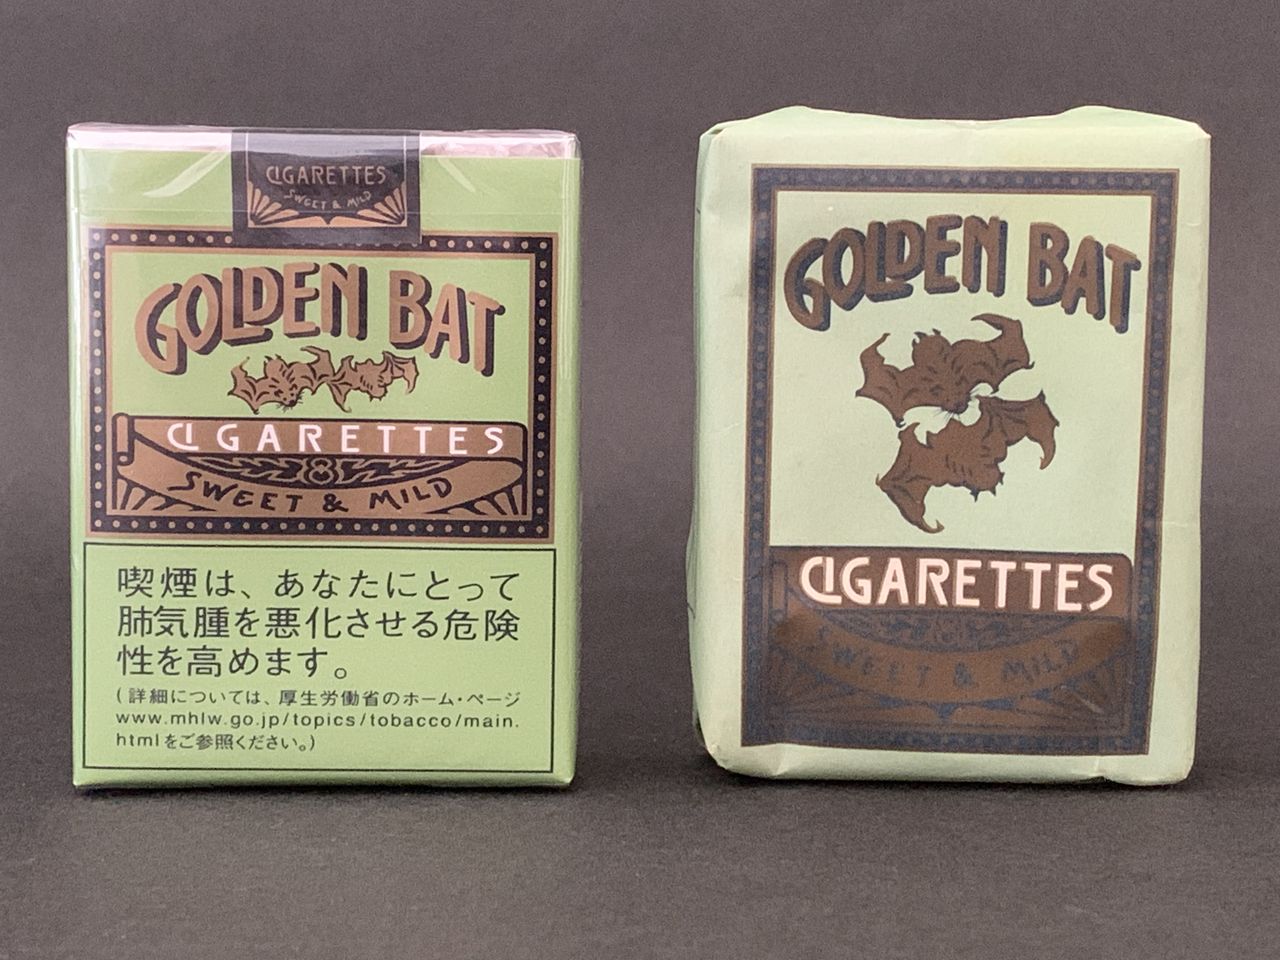 CIGARETTES
SWEET & MILD
GOLDEN BAT
CIGARETTES
8
SWEET & MILD
喫煙は、あなたにとって
肺気腫を悪化させる危険
性を高めます。
(詳細については、厚生労働省のホーム・ページ
www.mhlw.go.jp/topics/tobacco/main.
htmlをご参照ください。)
GOLDEN BAT
CIGARETTES
SWEET & MILD